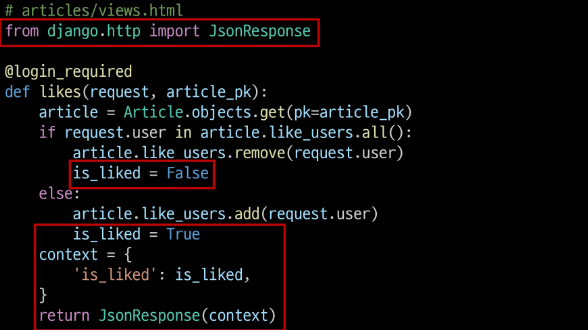 # articles/views.html
from django.http import JsonResponse
@login_required
def likes(request, article_pk):
    article = Article.objects.get(pk=article_pk)
    if request.user in article.like_users.all():
        article.like_users.remove(request.user)
        is_liked = False
    else:
        article.like_users.add(request.user)
        is_liked = True
    context = {
        'is_liked': is_liked,
    }
    return JsonResponse(context)